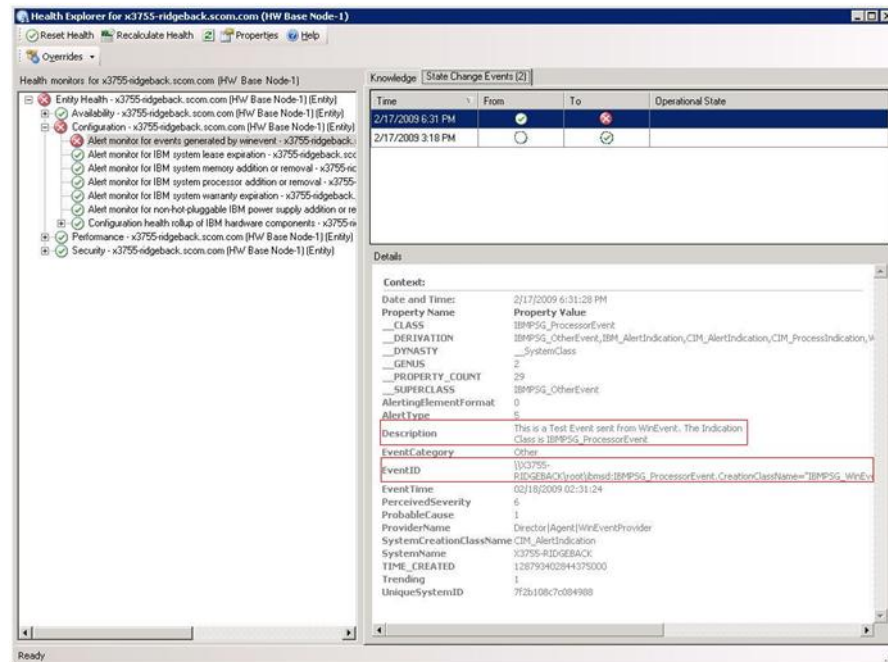 Health Explorer for x3755-ridgeback.scom.com (HW Base Node-1)
Reset Health Recalculate Health Properties Help
Overrides
Health monitors for x3755-ridgeback.scom.com (HW Base Node-1)
Entity Health - x3755-ridgeback.scom.com (HW Base Node-1) (Entity)
Availability - x3755-ridgeback.scom.com (HW Base Node-1) (Entity)
Configuration - x3755-ridgeback.scom.com (HW Base Node-1) (Entity)
Alert monitor for events generated by winevent - x3755-ridgeback.
Alert monitor for IBM system lease expiration - x3755-ridgeback.scc
Alert monitor for IBM system memory addition or removal - x3755-ric
Alert monitor for IBM system processor addition or removal - x3755-
Alert monitor for IBM system warranty expiration - x3755-ridgeback.
Alert monitor for non-hot-pluggable IBM power supply addition or re
Configuration health rollup of IBM hardware components - x3755-ri
Performance - x3755-ridgeback.scom.com (HW Base Node-1) (Entity)
Security - x3755-ridgeback.scom.com (HW Base Node-1) (Entity)
Knowledge State Change Events (2)
Time From To Operational State
2/17/2009 6:31 PM
2/17/2009 3:18 PM
Details
Context:
Date and Time: 2/17/2009 6:31:28 PM
Property Name Property Value
__CLASS IBMPSG_ProcessorEvent
__DERIVATION IBMPSG_OtherEvent,IBM_AlertIndication,CIM_AlertIndication,CIM_ProcessIndication,
__DYNASTY __SystemClass
__GENUS 2
__PROPERTY_COUNT 29
__SUPERCLASS IBMPSG_OtherEvent
AlertingElementFormat 0
AlertType 5
Description This is a Test Event sent from WinEvent. The Indication
Class is IBMPSG_ProcessorEvent
EventCategory Other
EventID \\X3755-
RIDGEBACK\root\ibmsd:IBMPSG_ProcessorEvent.CreationClassName="IBMPSG_WinEv
EventTime 02/18/2009 02:31:24
PerceivedSeverity 6
ProbableCause 1
ProviderName Director|Agent|WinEventProvider
SystemCreationClassName CIM_AlertIndication
SystemName X3755-RIDGEBACK
TIME_CREATED 128793402844375000
Trending 1
UniqueSystemID 7f2b108c7c084988
Ready